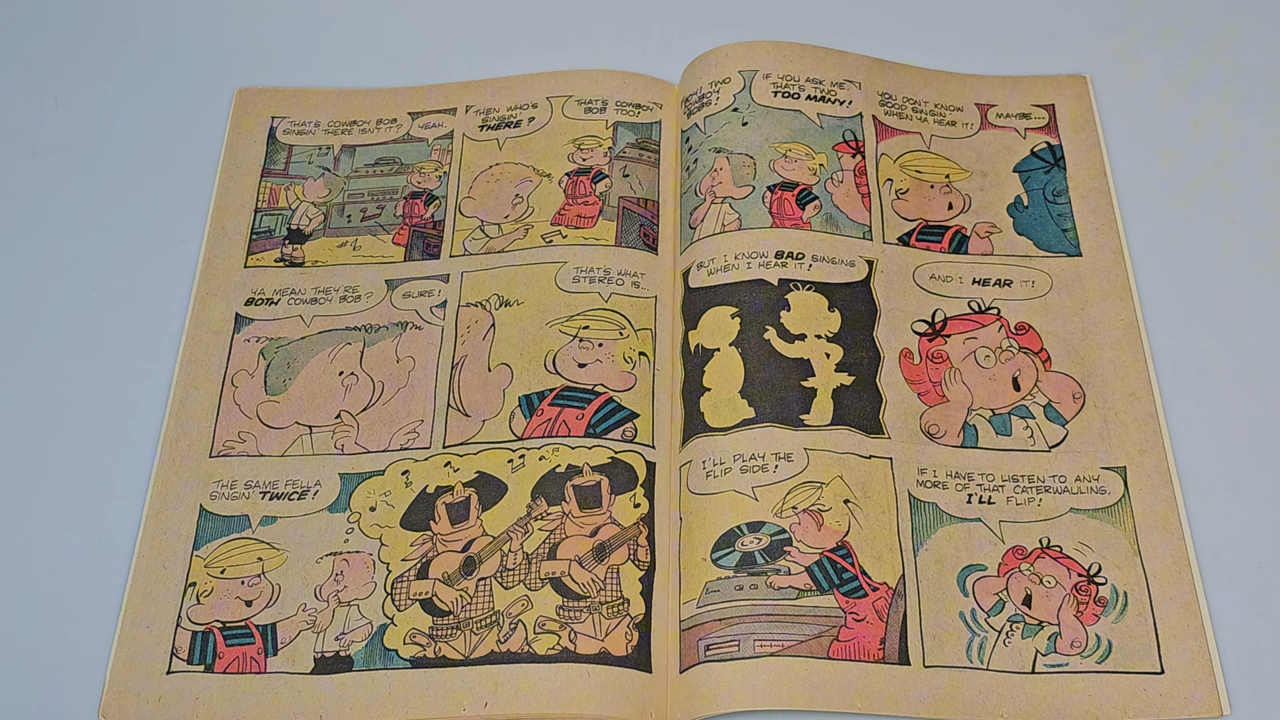 THAT'S COWBOY BOB
SINGIN' THERE ISN'T IT?
YEAH.
THEN WHO'S
SINGIN'
THERE?
THAT'S COWBOY
BOB TOO!
YA MEAN THEY'RE
BOTH COWBOY BOB?
SURE!
THAT'S WHAT
STEREO IS...
THE SAME FELLA
SINGIN' TWICE!
TWO
COWBOY
BOBS!
IF YOU ASK ME,
THAT'S TWO
TOO MANY!
YOU DON'T KNOW
GOOD SINGIN'
WHEN YA HEAR IT!
MAYBE...
BUT I KNOW BAD SINGING
WHEN I HEAR IT!
AND I HEAR IT!
I'LL PLAY THE
FLIP SIDE!
IF I HAVE TO LISTEN TO ANY
MORE OF THAT CATERWAULING,
I'LL FLIP!